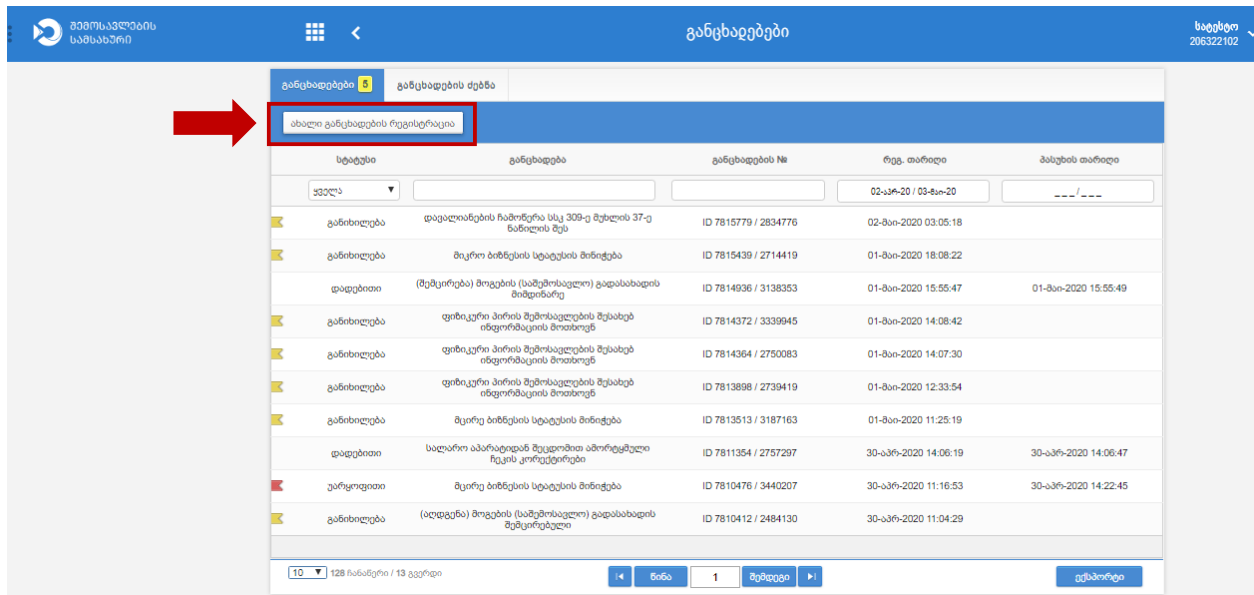 შემოსავლების
სამსახური
განცხადებები
სატესტო
206322102
განცხადებები 5 განცხადების ძებნა
ახალი განცხადების რეგისტრაცია
სტატუსი განცხადება განცხადების № რეგ. თარიღი პასუხის თარიღი
ყველა 02-აპრ-20 / 03-მაი-20 ___/___
განიხილება დავალიანების ჩამოწერა სსკ 309-ე მუხლის 37-ე
ნაწილის შეს ID 7815779 / 2834776 02-მაი-2020 03:05:18
განიხილება მიკრო ბიზნესის სტატუსის მინიჭება ID 7815439 / 2714419 01-მაი-2020 18:08:22
დადებითი (შემცირება) მოგების (საშემოსავლო) გადასახადის
მიმდინარე ID 7814936 / 3138353 01-მაი-2020 15:55:47 01-მაი-2020 15:55:49
განიხილება ფიზიკური პირის შემოსავლების შესახებ
ინფორმაციის მოთხოვნ ID 7814372 / 3339945 01-მაი-2020 14:08:42
განიხილება ფიზიკური პირის შემოსავლების შესახებ
ინფორმაციის მოთხოვნ ID 7814364 / 2750083 01-მაი-2020 14:07:30
განიხილება ფიზიკური პირის შემოსავლების შესახებ
ინფორმაციის მოთხოვნ ID 7813898 / 2739419 01-მაი-2020 12:33:54
განიხილება მცირე ბიზნესის სტატუსის მინიჭება ID 7813513 / 3187163 01-მაი-2020 11:25:19
დადებითი სალარო აპარატიდან შეცდომით ამორტყმული
ჩეკის კორექტირები ID 7811354 / 2757297 30-აპრ-2020 14:06:19 30-აპრ-2020 14:06:47
უარყოფითი მცირე ბიზნესის სტატუსის მინიჭება ID 7810476 / 3440207 30-აპრ-2020 11:16:53 30-აპრ-2020 14:22:45
განიხილება (აღდგენა) მოგების (საშემოსავლო) გადასახადის
შემცირებული ID 7810412 / 2484130 30-აპრ-2020 11:04:29
10 128 ჩანაწერი / 13 გვერდი წინა 1 შემდეგი ექსპორტი